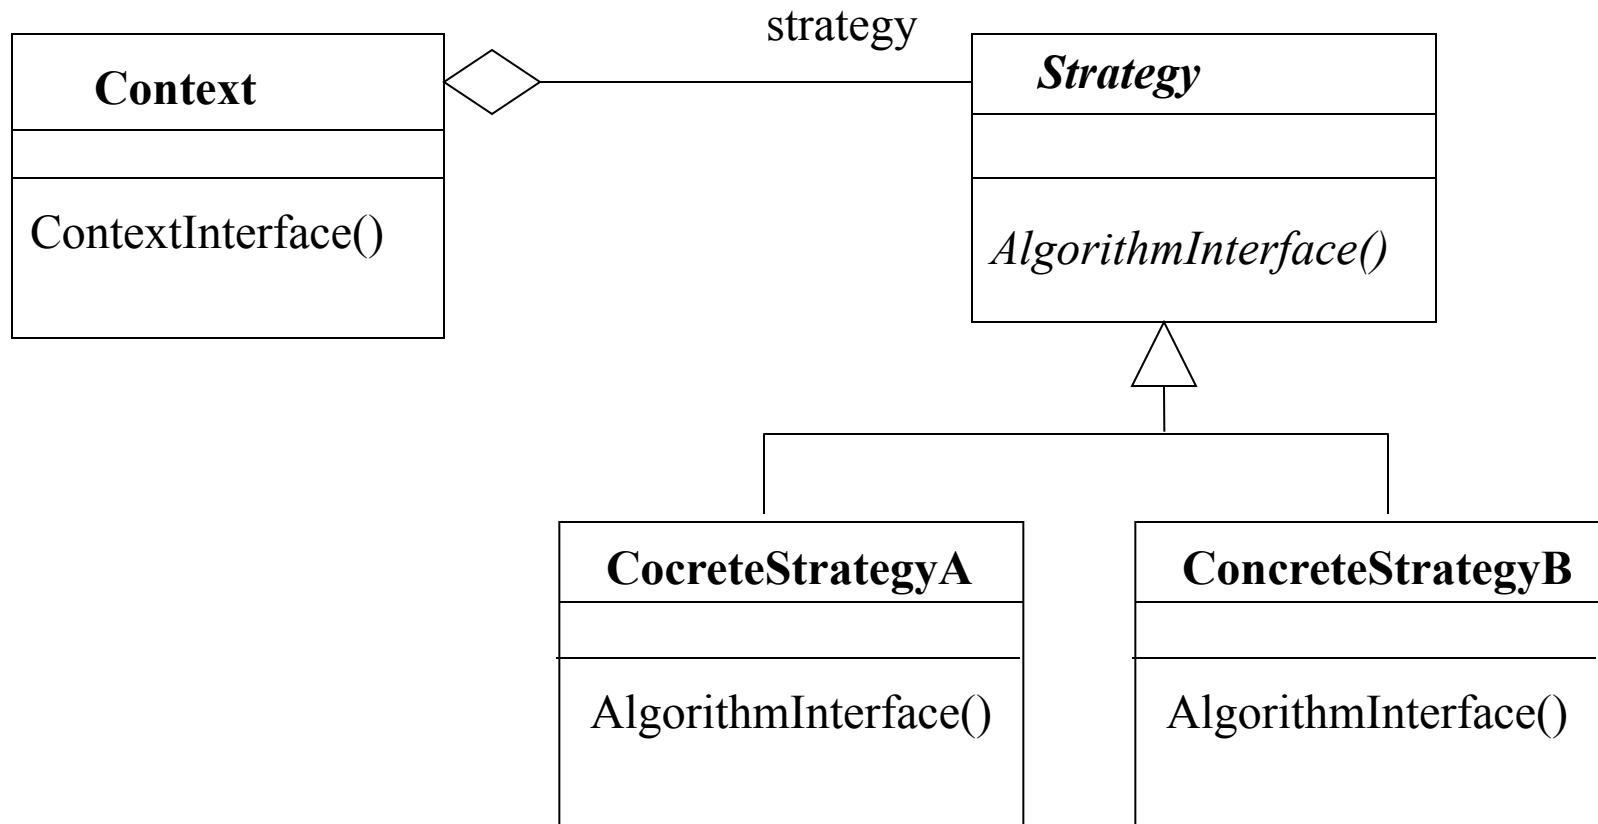 strategy
Context
Strategy
ContextInterface()
AlgorithmInterface()
CocreteStrategyA
ConcreteStrategyB
AlgorithmInterface()
AlgorithmInterface()